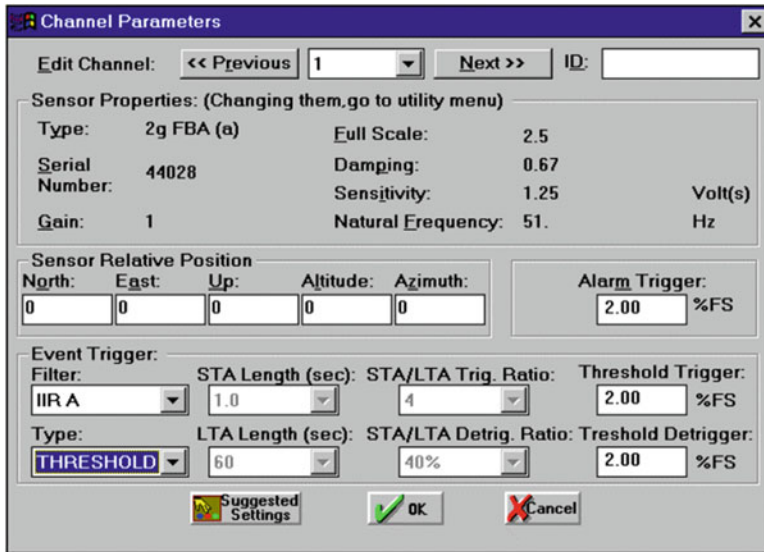 Channel Parameters
Edit Channel: << Previous 1 Next >> ID:
Sensor Properties: (Changing them,go to utility menu)
Type: 2g FBA (a) Full Scale: 2.5
Serial Number: 44028 Damping: 0.67
Sensitivity: 1.25 Volt(s)
Gain: 1 Natural Frequency: 51. Hz
Sensor Relative Position
North: East: Up: Altitude: Azimuth: Alarm Trigger:
0 0 0 0 0 2.00 %FS
Event Trigger:
Filter: STA Length (sec): STA/LTA Trig. Ratio: Threshold Trigger:
IIR A 1.0 4 2.00 %FS
Type: LTA Length (sec): STA/LTA Detrig. Ratio: Treshold Detrigger:
THRESHOLD 60 40% 2.00 %FS
Suggested Settings OK Cancel